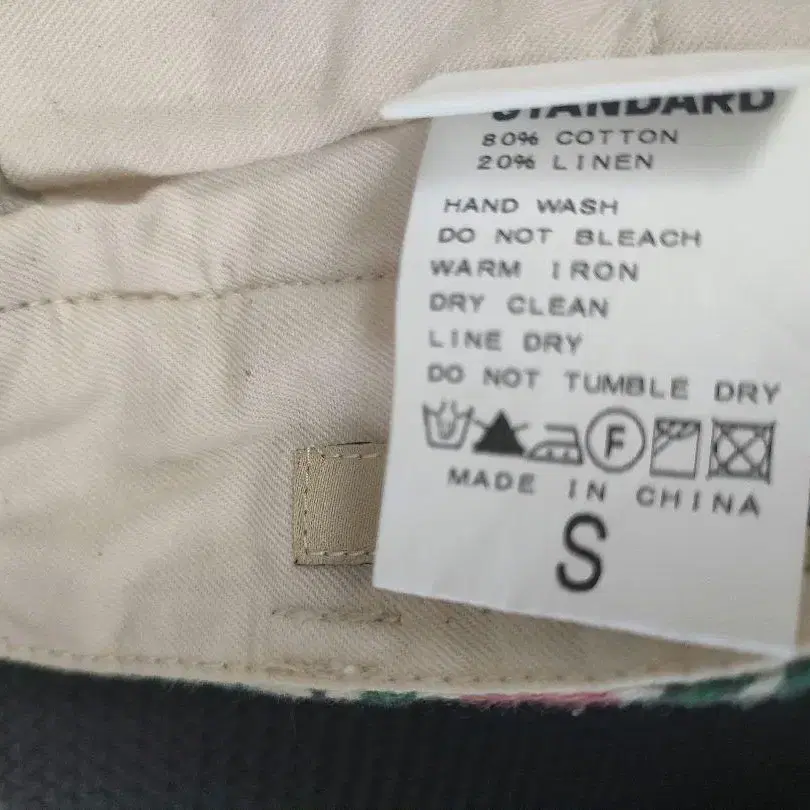 STANDARD
80% COTTON
20% LINEN
HAND WASH
DO NOT BLEACH
WARM IRON
DRY CLEAN
LINE DRY
DO NOT TUMBLE DRY
F
MADE IN CHINA
S